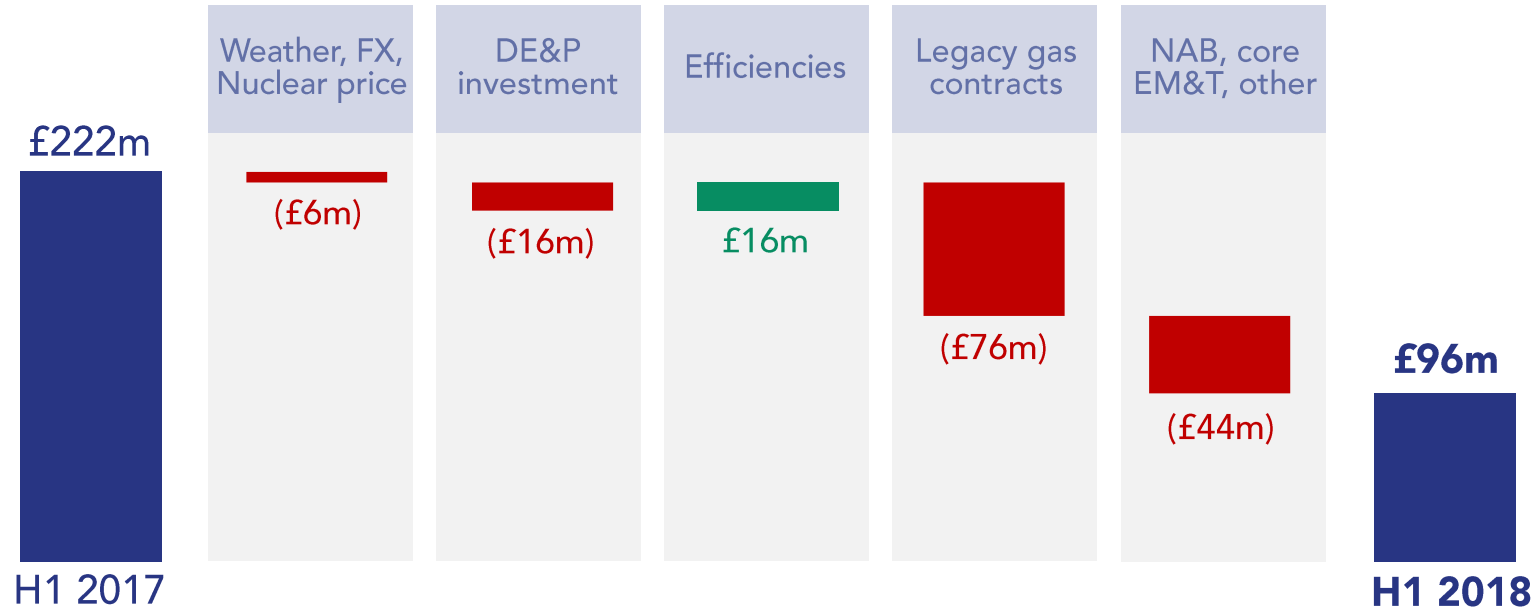 Weather, FX,
Nuclear price
DE&P
investment
Efficiencies
Legacy gas
contracts
NAB, core
EM&T, other
£222m
(£6m)
(£16m)
£16m
(£76m)
(£44m)
£96m
H1 2017
H1 2018